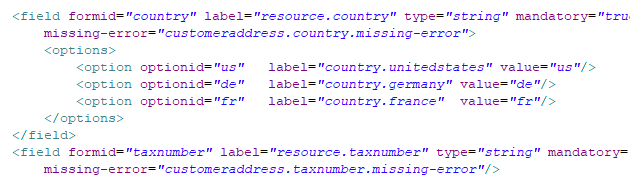 <field formid="country" label="resource.country" type="string" mandatory="true
missing-error="customeraddress.country.missing-error">
<options>
<option optionid="us" label="country.unitedstates" value="us"/>
<option optionid="de" label="country.germany" value="de"/>
<option optionid="fr" label="country.france" value="fr"/>
</options>
</field>
<field formid="taxnumber" label="resource.taxnumber" type="string" mandatory=
missing-error="customeraddress.taxnumber.missing-error"/>